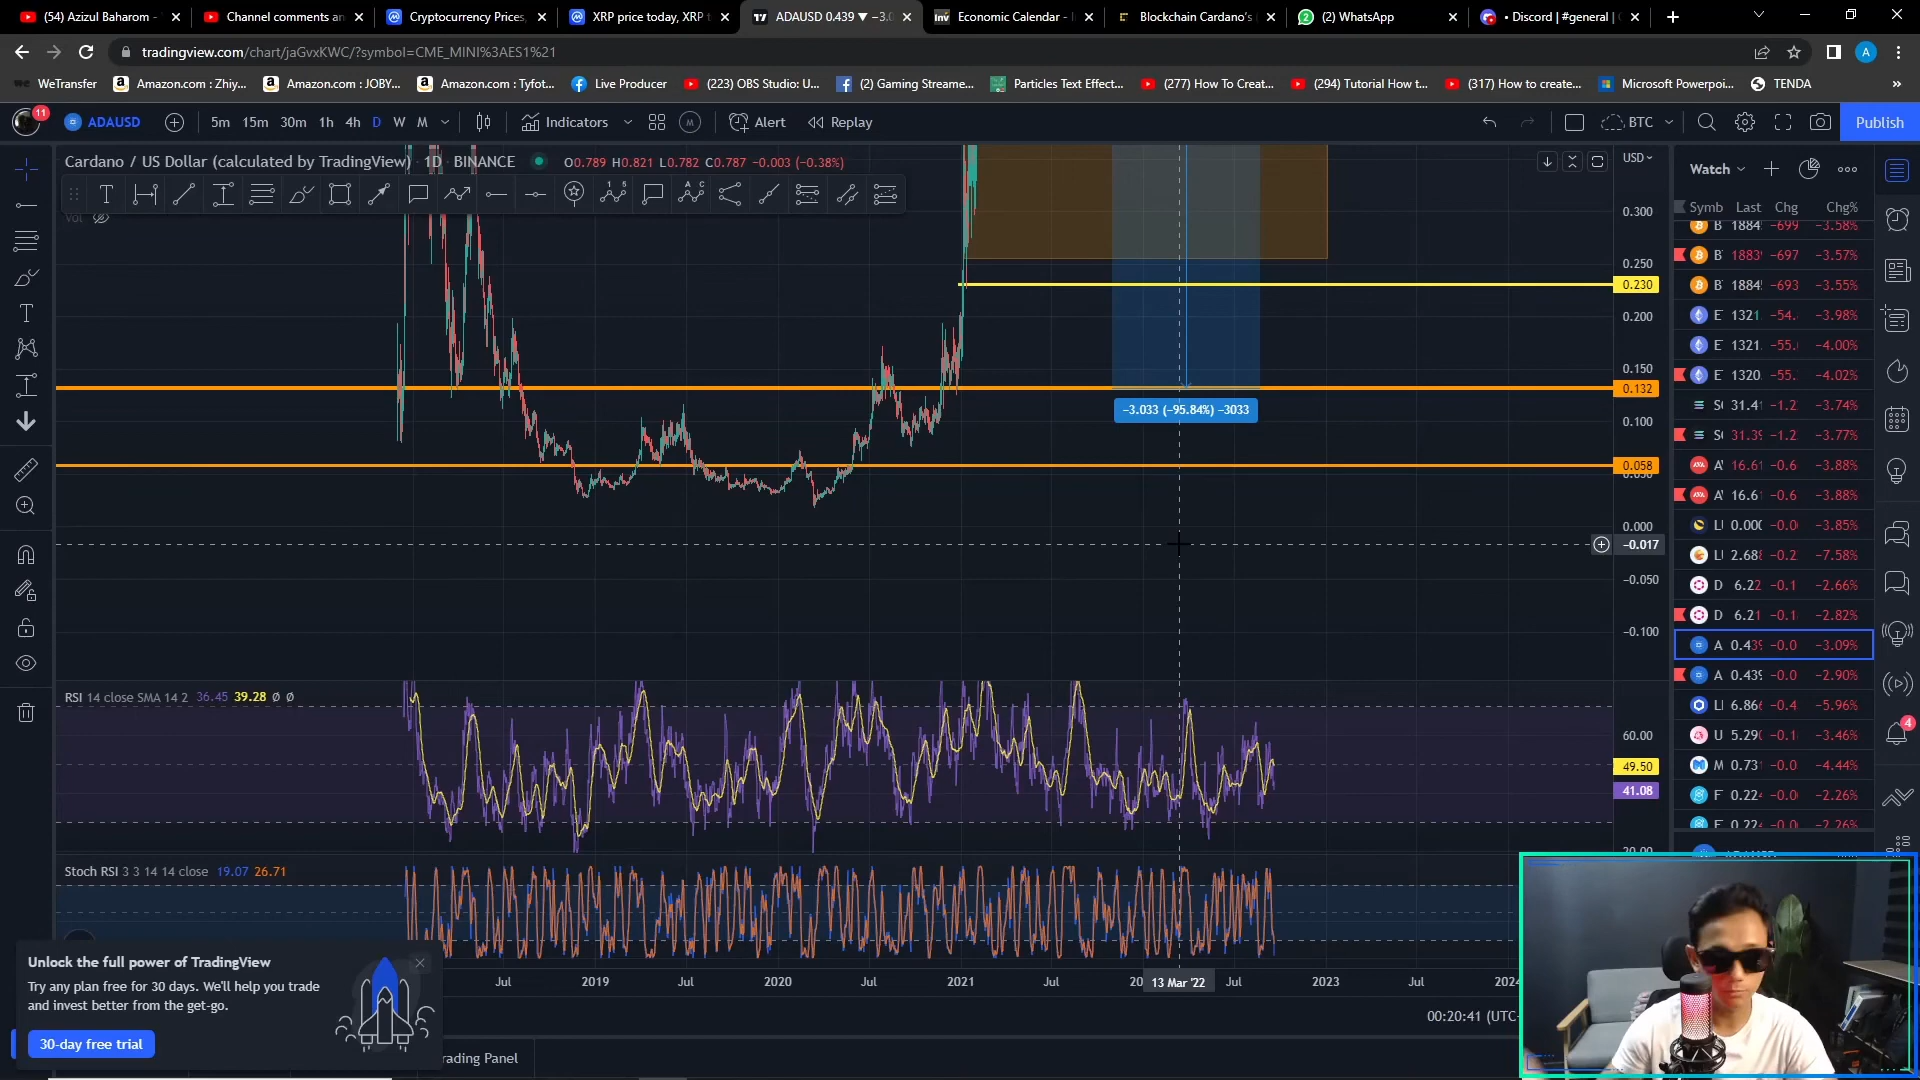 (54) Azizul Baharom -
Channel comments an
Cryptocurrency Prices,
XRP price today, XRP t
ADAUSD 0.439 ▼ −3.0
Economic Calendar - I
Blockchain Cardano's
(2) WhatsApp
• Discord | #general |
tradingview.com/chart/jaGvxKWC/?symbol=CME_MINI%3AES1%21
WeTransfer
Amazon.com : Zhiy...
Amazon.com: JOBY...
Amazon.com : Tyfot...
Live Producer
(223) OBS Studio: U...
(2) Gaming Streame...
Particles Text Effect...
(277) How To Creat...
(294) Tutorial How t...
(317) How to create...
Microsoft Powerpoi...
TENDA
11
ADAUSD
5m 15m 30m 1h 4h D W M
Indicators
Alert
Replay
BTC
Publish
Cardano / US Dollar (calculated by TradingView) · 1D · BINANCE
O0.789 H0.821 L0.782 C0.787 −0.003 (−0.38%)
Vol
USD
0.300
0.250
0.230
0.200
0.150
0.132
0.100
0.058
0.050
0.000
−0.017
−0.050
−0.100
−3.033 (−95.84%) −3033
RSI 14 close SMA 14 2 36.45 39.28 Ø Ø
60.00
49.50
41.08
20.00
Stoch RSI 3 3 14 14 close 19.07 26.71
Jul 2019 Jul 2020 Jul 2021 Jul 13 Mar '22 Jul 2023 Jul 2024
00:20:41 (UTC-
Trading Panel
Unlock the full power of TradingView
Try any plan free for 30 days. We'll help you trade
and invest better from the get-go.
30-day free trial
Watch
Symb Last Chg Chg%
B 1884 −699 −3.58%
B 1883 −697 −3.57%
B 1884 −693 −3.55%
E 1321 −54. −3.98%
E 1321. −55. −4.00%
E 1320. −55. −4.02%
S 31.41 −1.2 −3.74%
S 31.39 −1.2 −3.77%
A 16.61 −0.6 −3.88%
A 16.61 −0.6 −3.88%
L 0.000 −0.0 −3.85%
L 2.688 −0.2 −7.58%
D 6.22 −0.1 −2.66%
D 6.21 −0.1 −2.82%
A 0.439 −0.0 −3.09%
A 0.439 −0.0 −2.90%
L 6.866 −0.4 −5.96%
U 5.290 −0.1 −3.46%
M 0.731 −0.0 −4.44%
F 0.224 −0.0 −2.26%
F 0.224 −0.0 −2.26%
ADAUSD
4